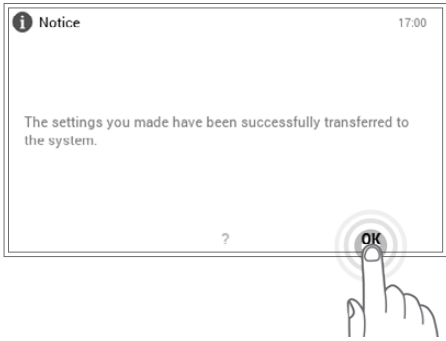 Notice 17:00
The settings you made have been successfully transferred to
the system.
? OK